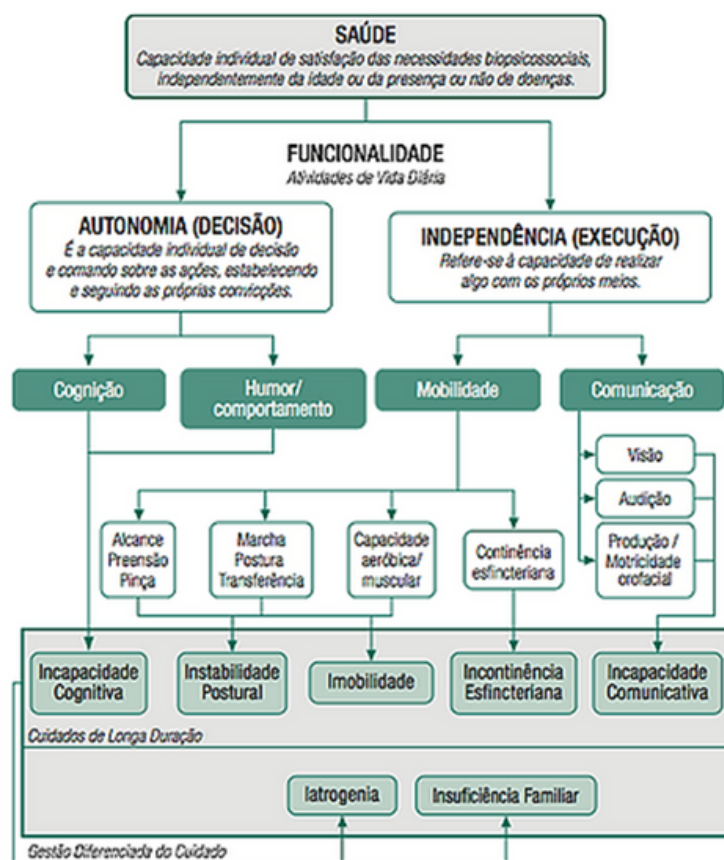 SAÚDE
Capacidade individual de satisfação das necessidades biopsicossociais,
independentemente da idade ou da presença ou não de doenças.
FUNCIONALIDADE
Atividades de Vida Diária
AUTONOMIA (DECISÃO)
É a capacidade individual de decisão
e comando sobre as ações, estabelecendo
e seguindo as próprias convicções.
INDEPENDÊNCIA (EXECUÇÃO)
Refere-se à capacidade de realizar
algo com os próprios meios.
Cognição
Humor/
comportamento
Mobilidade
Comunicação
Visão
Audição
Produção /
Motricidade
orofacial
Alcance
Preensão
Pinça
Marcha
Postura
Transferência
Capacidade
aeróbica/
muscular
Continência
esfincteriana
Incapacidade
Cognitiva
Instabilidade
Postural
Imobilidade
Incontinência
Esfincteriana
Incapacidade
Comunicativa
Cuidados de Longa Duração
Iatrogenia
Insuficiência Familiar
Gestão Diferenciada do Cuidado